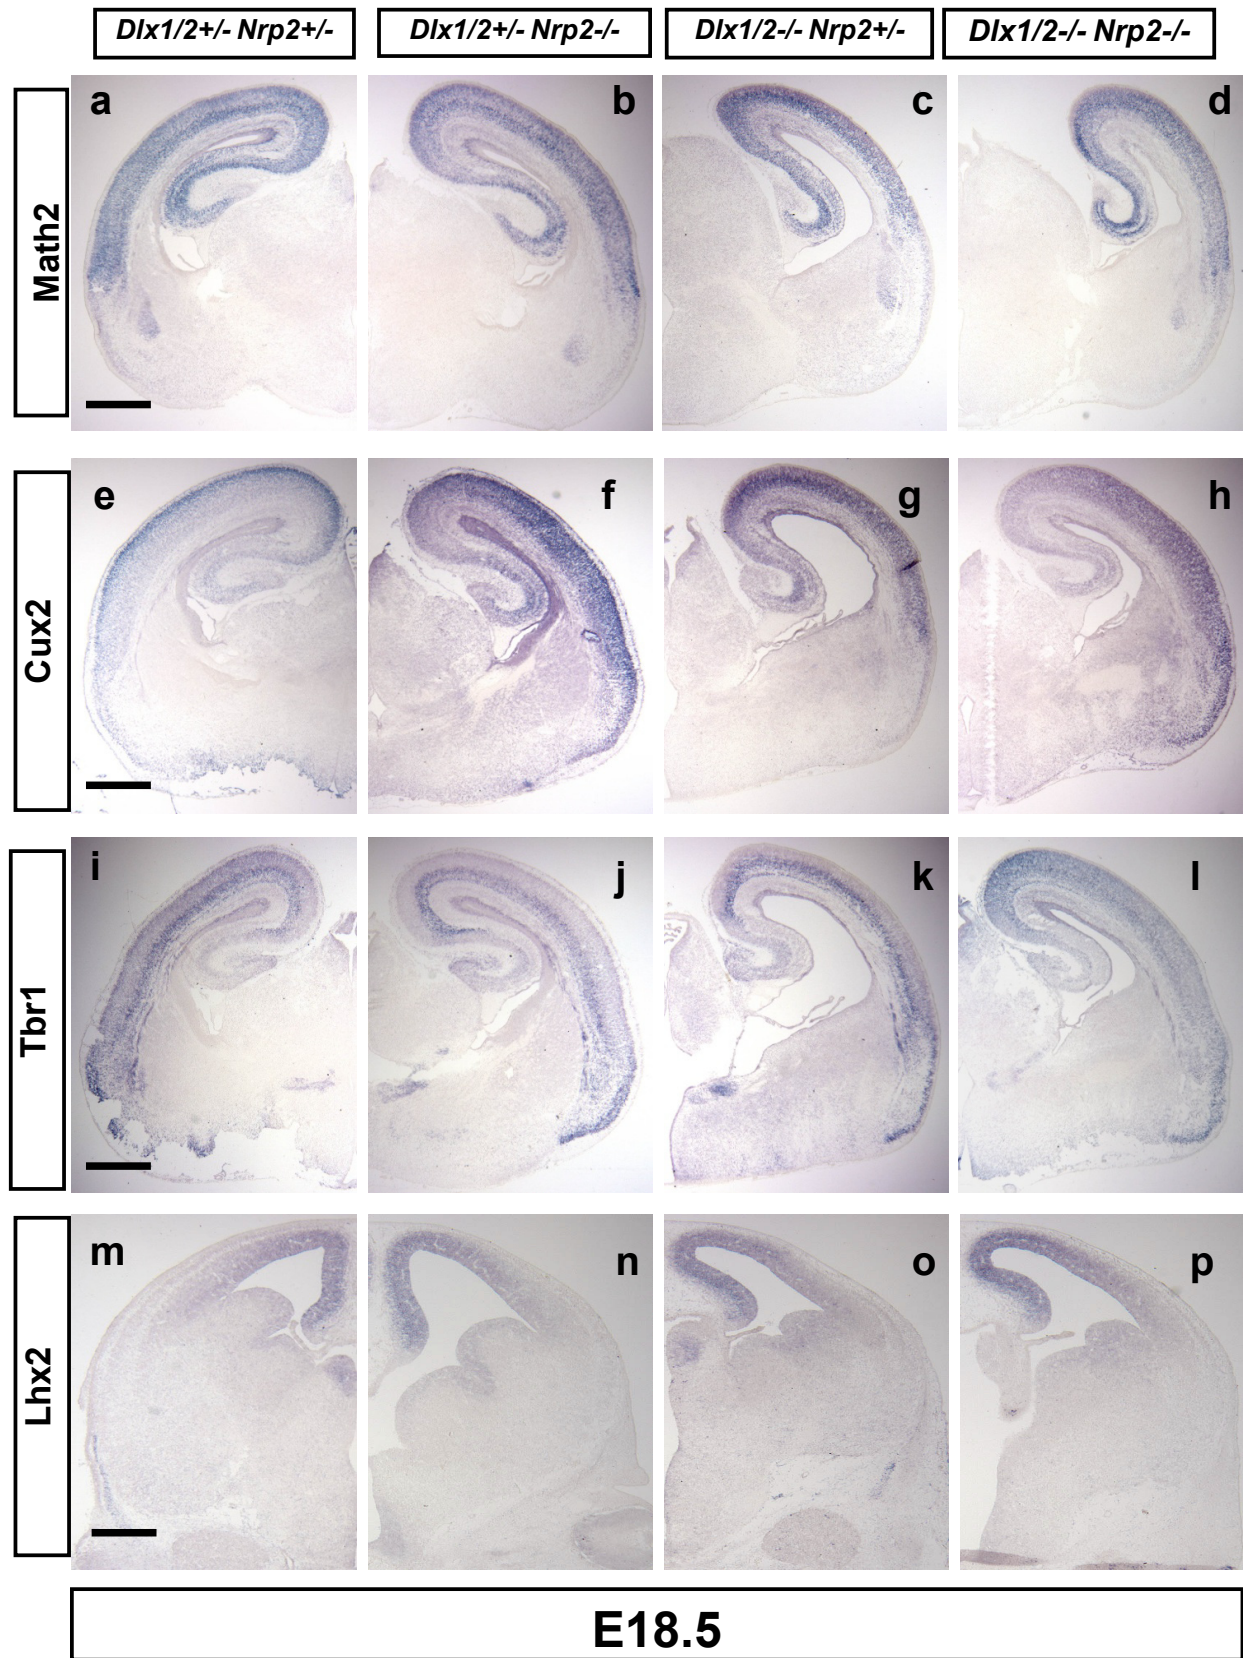 Dlx1/2+/- Nrp2+/-
Dlx1/2+/- Nrp2-/-
Dlx1/2-/- Nrp2+/-
Dlx1/2-/- Nrp2-/-
Math2
a
b
c
d
Cux2
e
f
g
h
Tbr1
i
j
k
l
Lhx2
m
n
o
p
E18.5